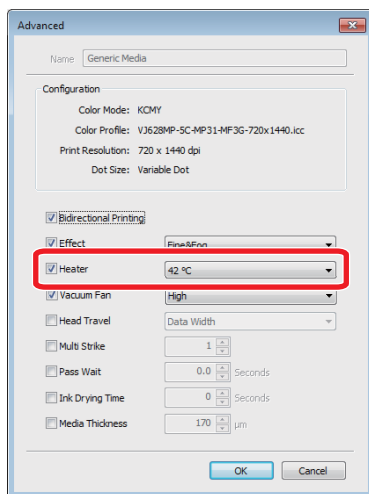 Advanced
Name Generic Media
Configuration
Color Mode: KCMY
Color Profile: VJ628MP-5C-MP31-MF3G-720x1440.icc
Print Resolution: 720 x 1440 dpi
Dot Size: Variable Dot
Bidirectional Printing
Effect Fine&Fog
Heater 42 °C
Vacuum Fan High
Head Travel Data Width
Multi Strike 1
Pass Wait 0.0 Seconds
Ink Drying Time 0 Seconds
Media Thickness 170 µm
OK Cancel